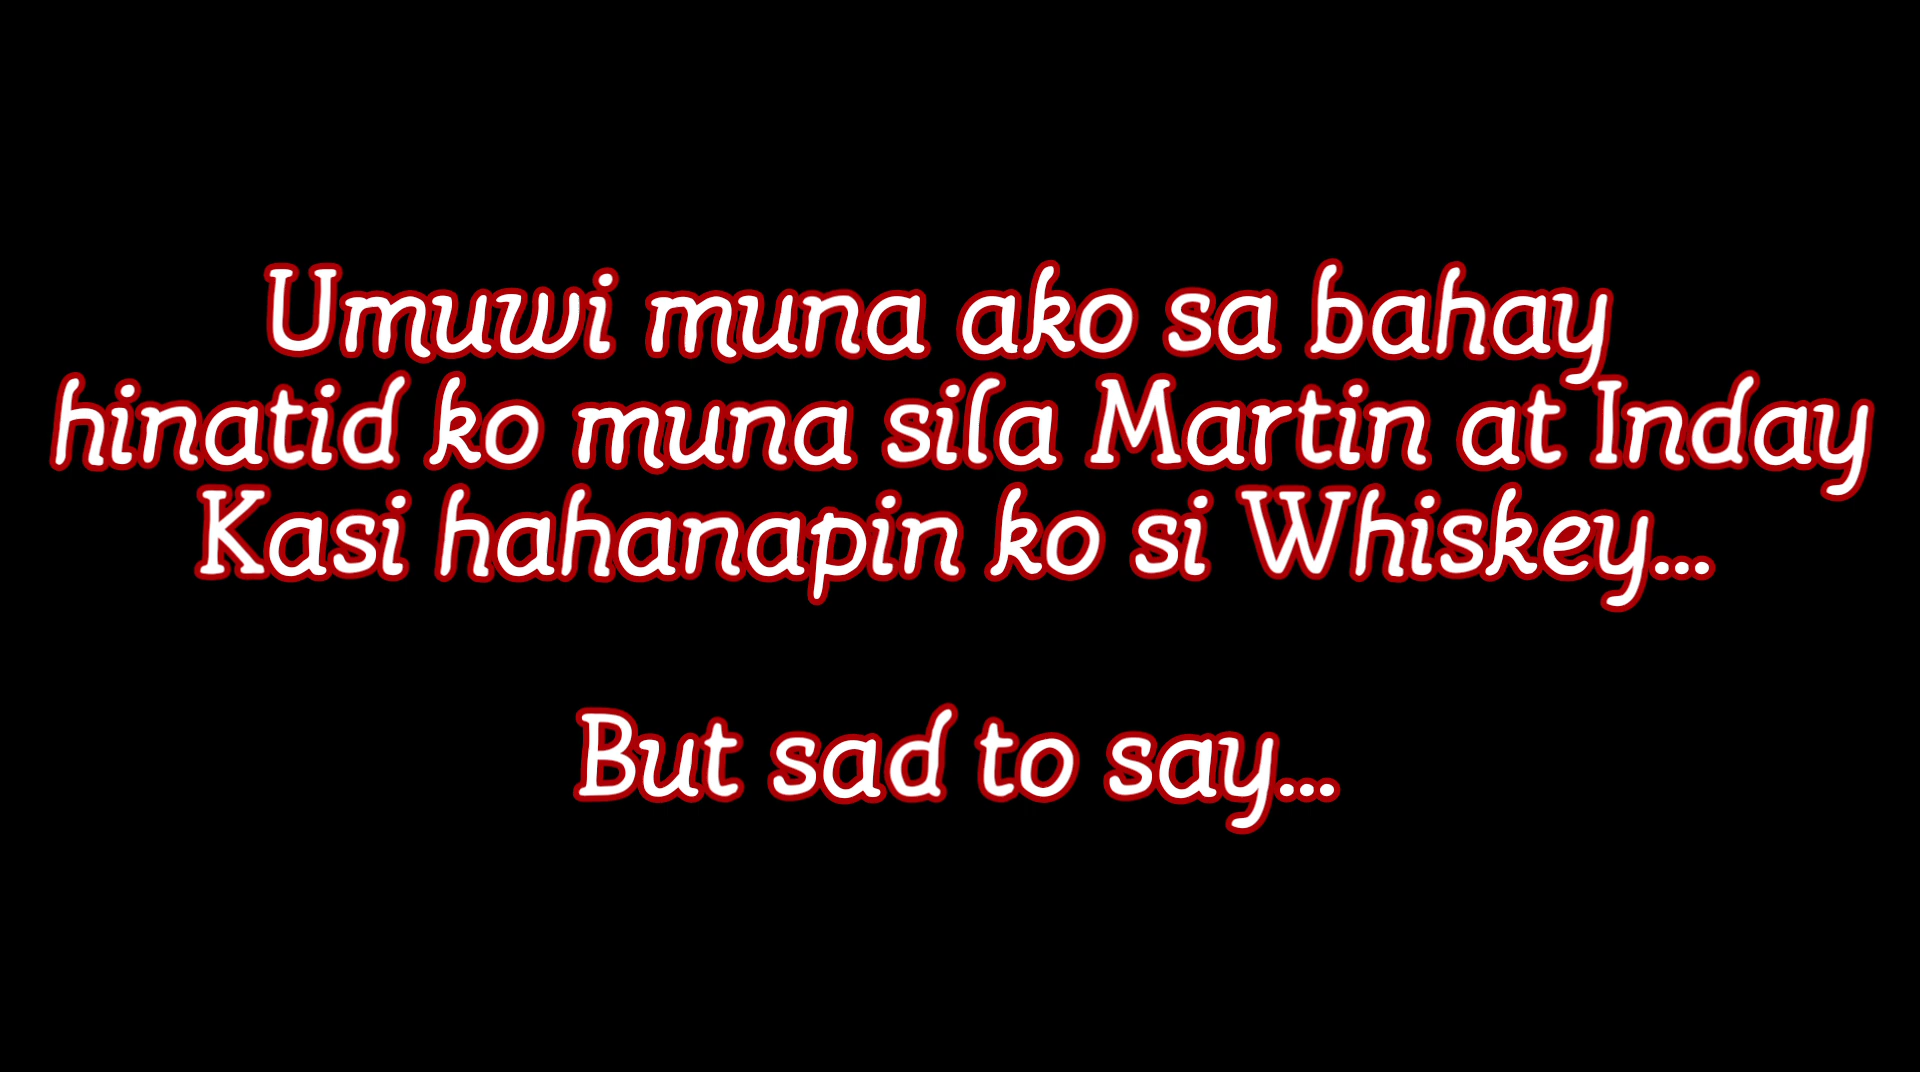 Umuwi muna ako sa bahay
hinatid ko muna sila Martin at Inday
Kasi hahanapin ko si Whiskey...
But sad to say...